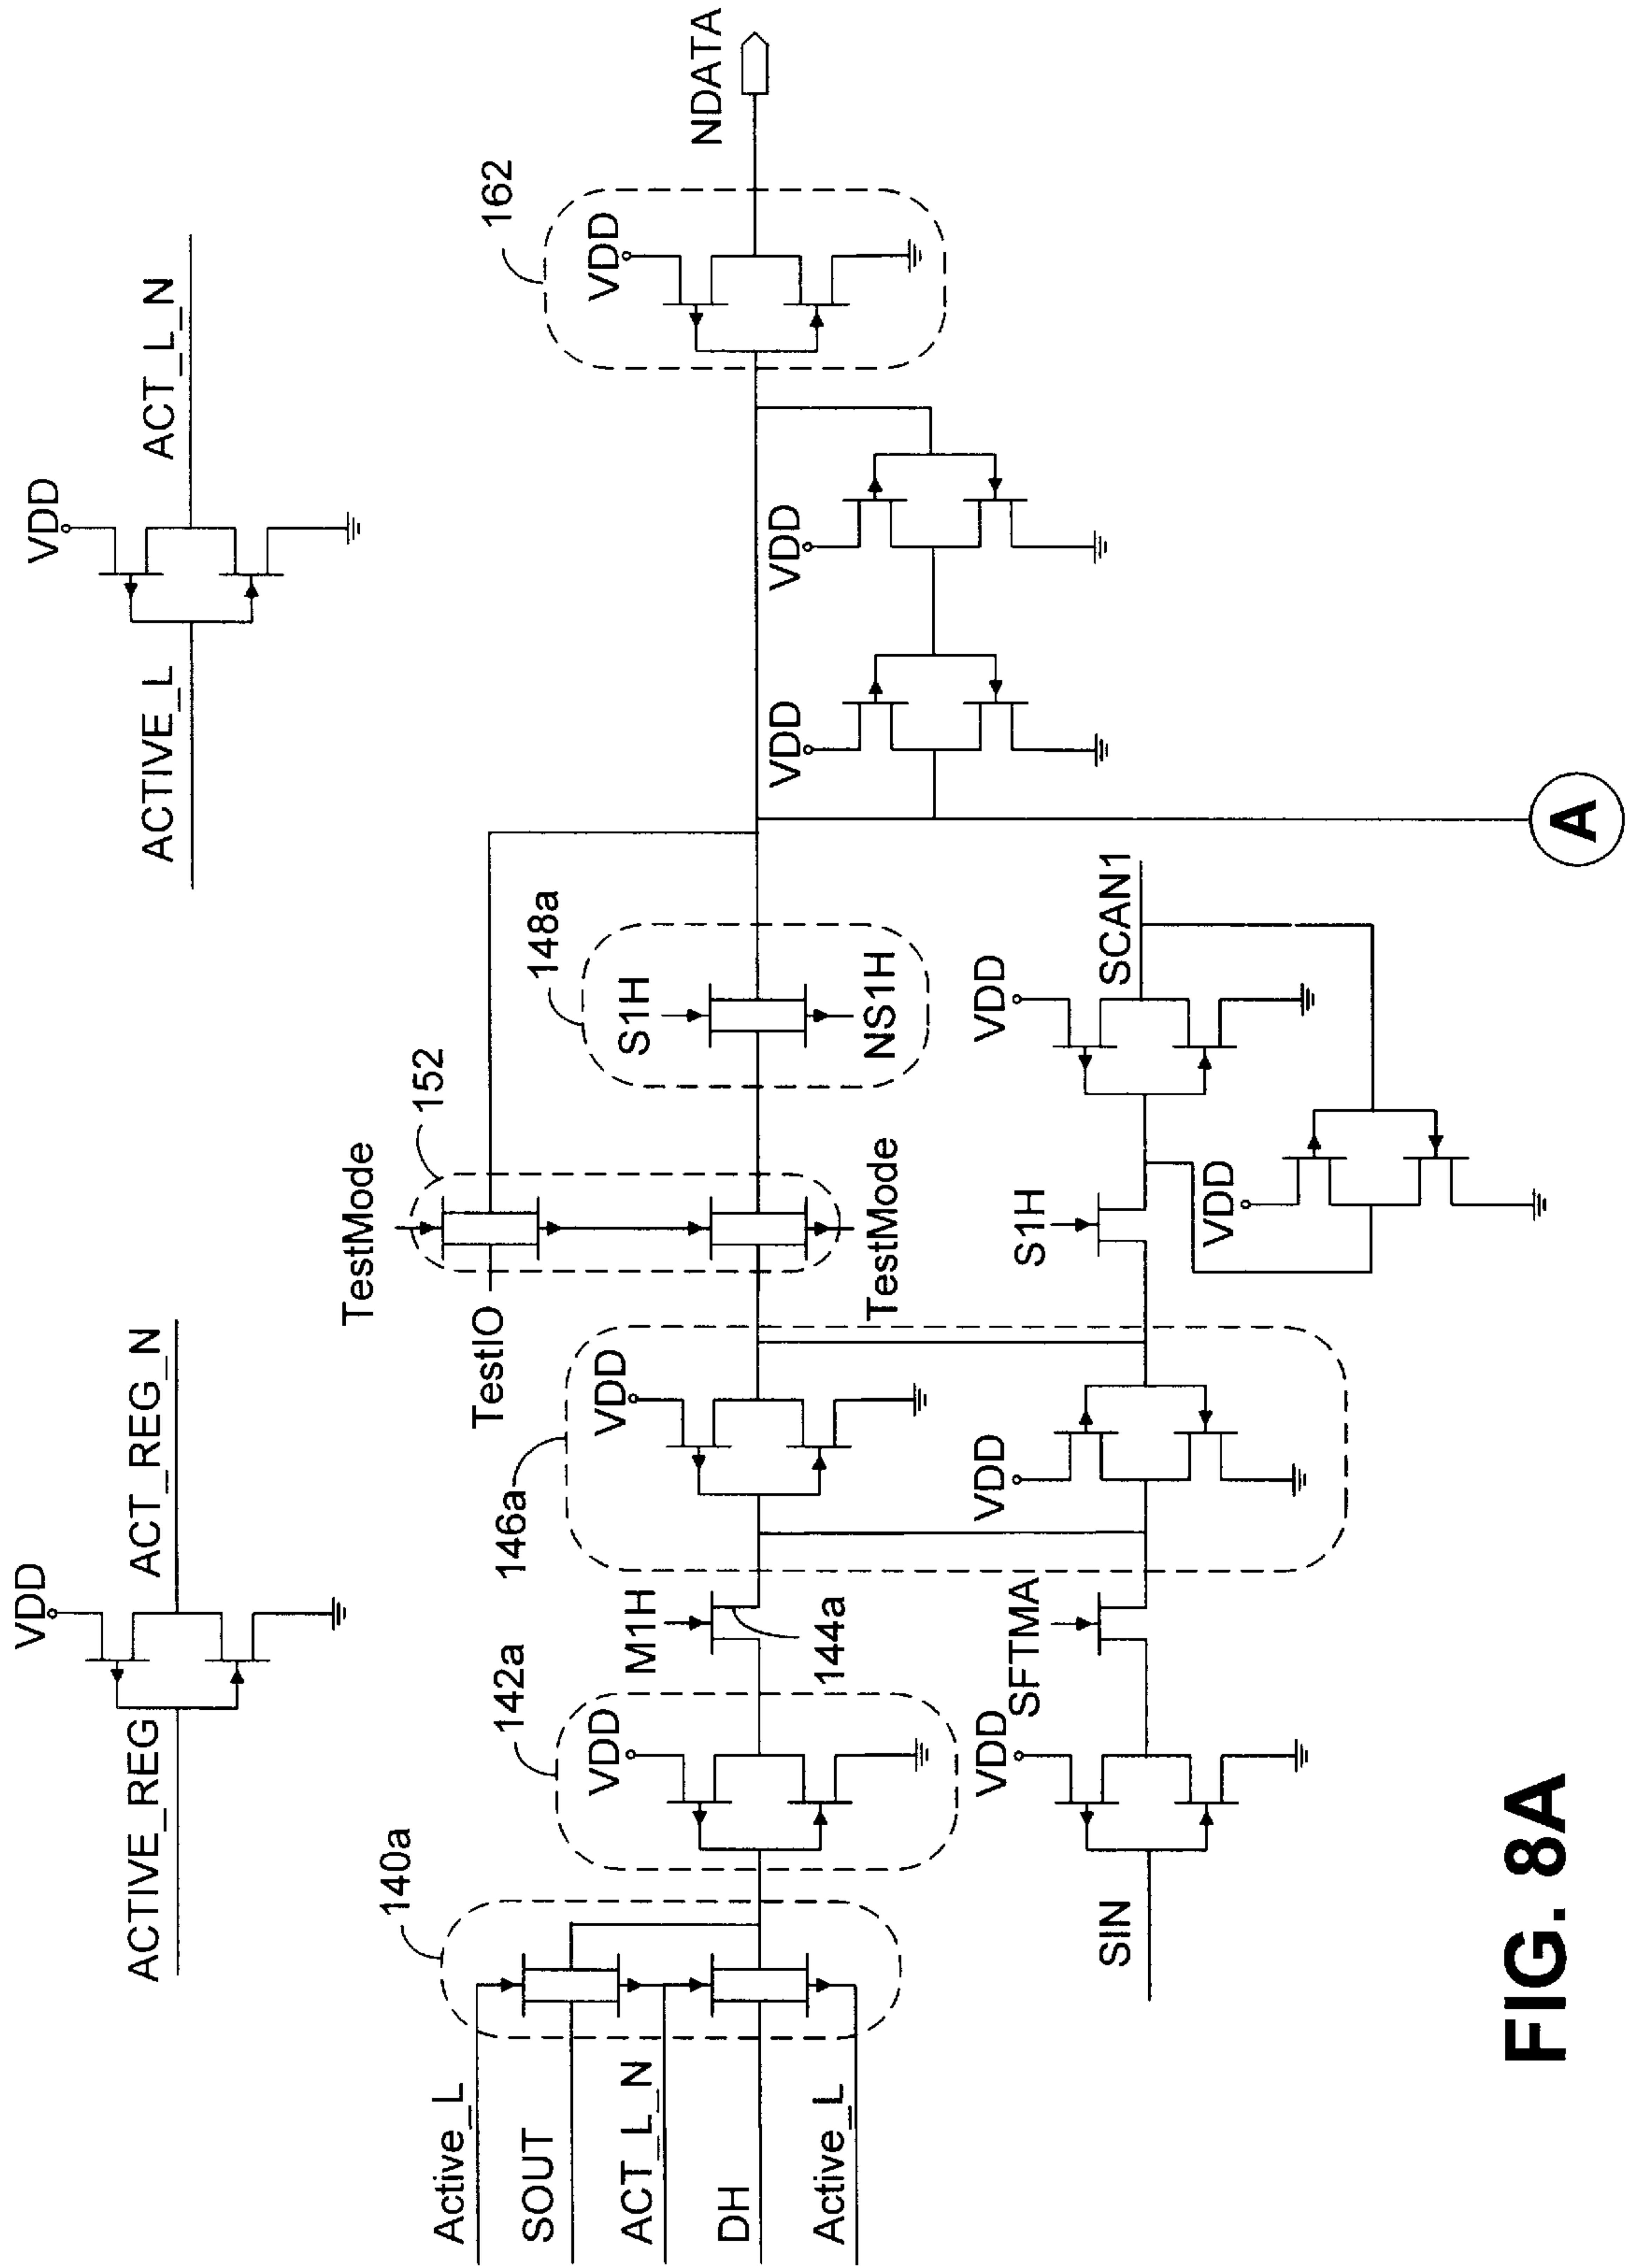 ACTIVE_REG
VDD
ACT_REG_N
ACTIVE_L
VDD
ACT_L_N
Active_L
SOUT
ACT_L_N
DH
Active_L
140a
142a
VDD
M1H
144a
146a
VDD
TestMode
152
TestIO
TestMode
148a
S1H
NS1H
162
VDD
NDATA
VDD
VDD
SIN
VDD
SFTMA
VDD
S1H
VDD
SCAN1
VDD
A
FIG. 8A